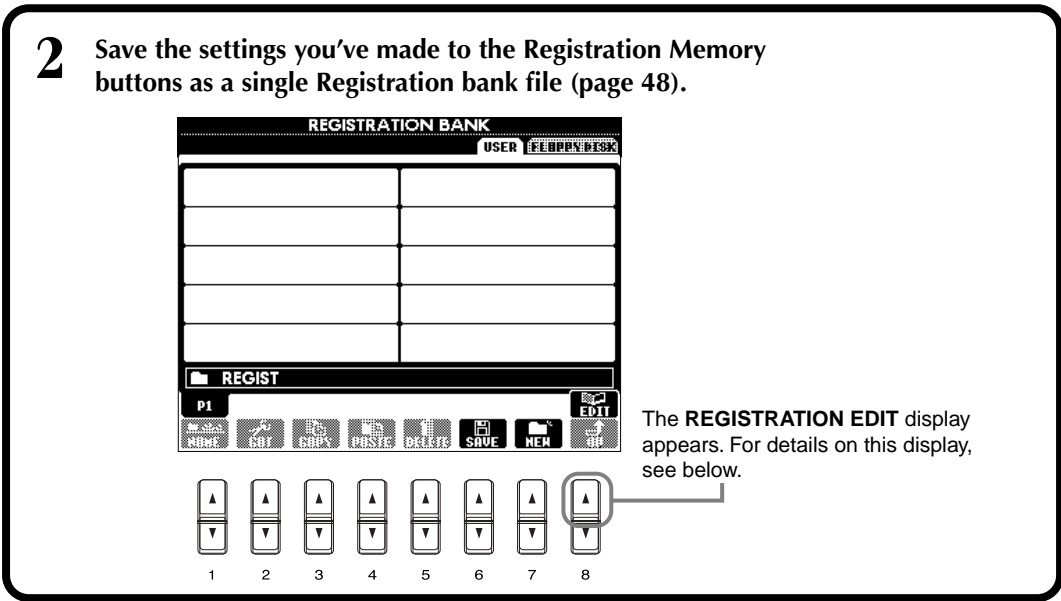 2 Save the settings you've made to the Registration Memory
buttons as a single Registration bank file (page 48).
REGISTRATION BANK
USER FLOPPY DISK
REGIST
P1
EDIT
NAME CUT COPY PASTE DELETE SAVE NEW UP
The REGISTRATION EDIT display
appears. For details on this display,
see below.
1 2 3 4 5 6 7 8